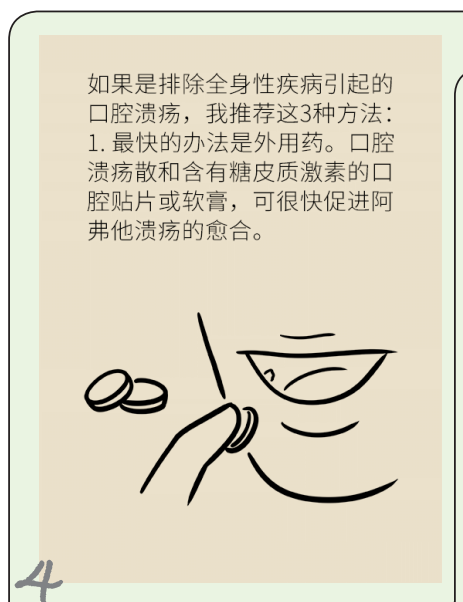 如果是排除全身性疾病引起的
口腔溃疡，我推荐这3种方法：
1. 最快的办法是外用药。口腔
溃疡散和含有糖皮质激素的口
腔贴片或软膏，可很快促进阿
弗他溃疡的愈合。
4